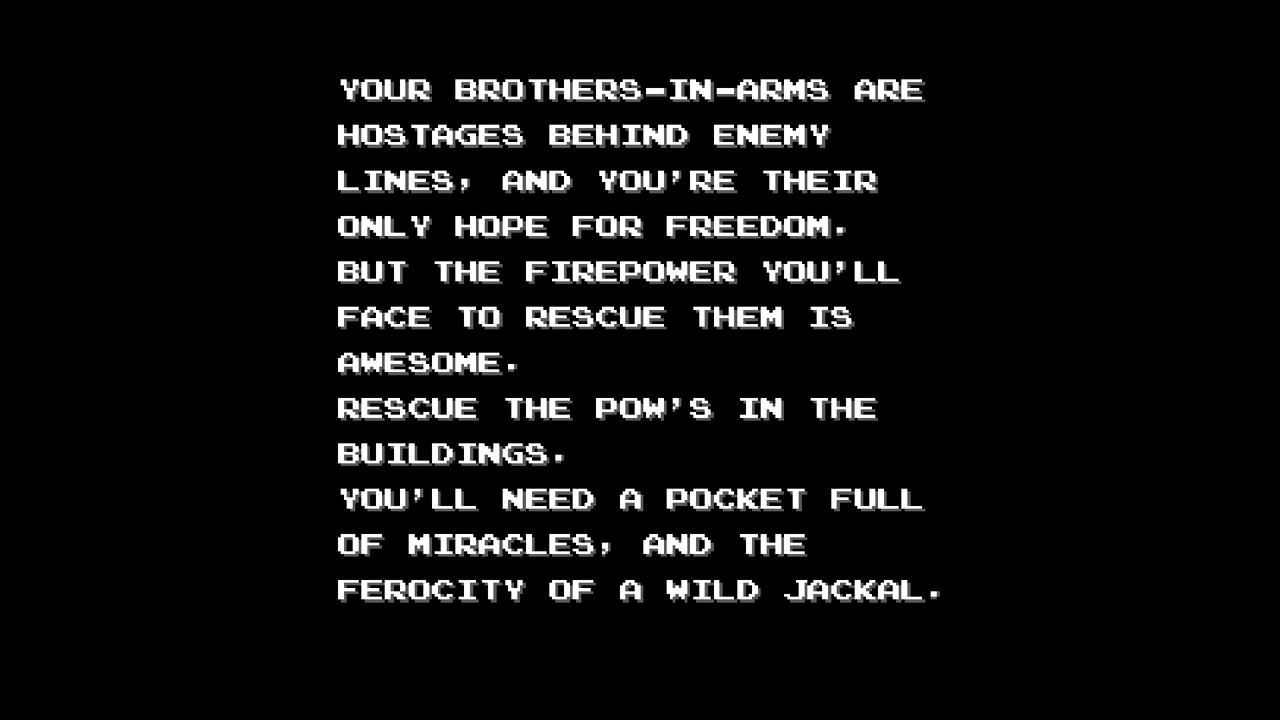 YOUR BROTHERS-IN-ARMS ARE
HOSTAGES BEHIND ENEMY
LINES, AND YOU'RE THEIR
ONLY HOPE FOR FREEDOM.
BUT THE FIREPOWER YOU'LL
FACE TO RESCUE THEM IS
AWESOME.
RESCUE THE POW'S IN THE
BUILDINGS.
YOU'LL NEED A POCKET FULL
OF MIRACLES, AND THE
FEROCITY OF A WILD JACKAL.